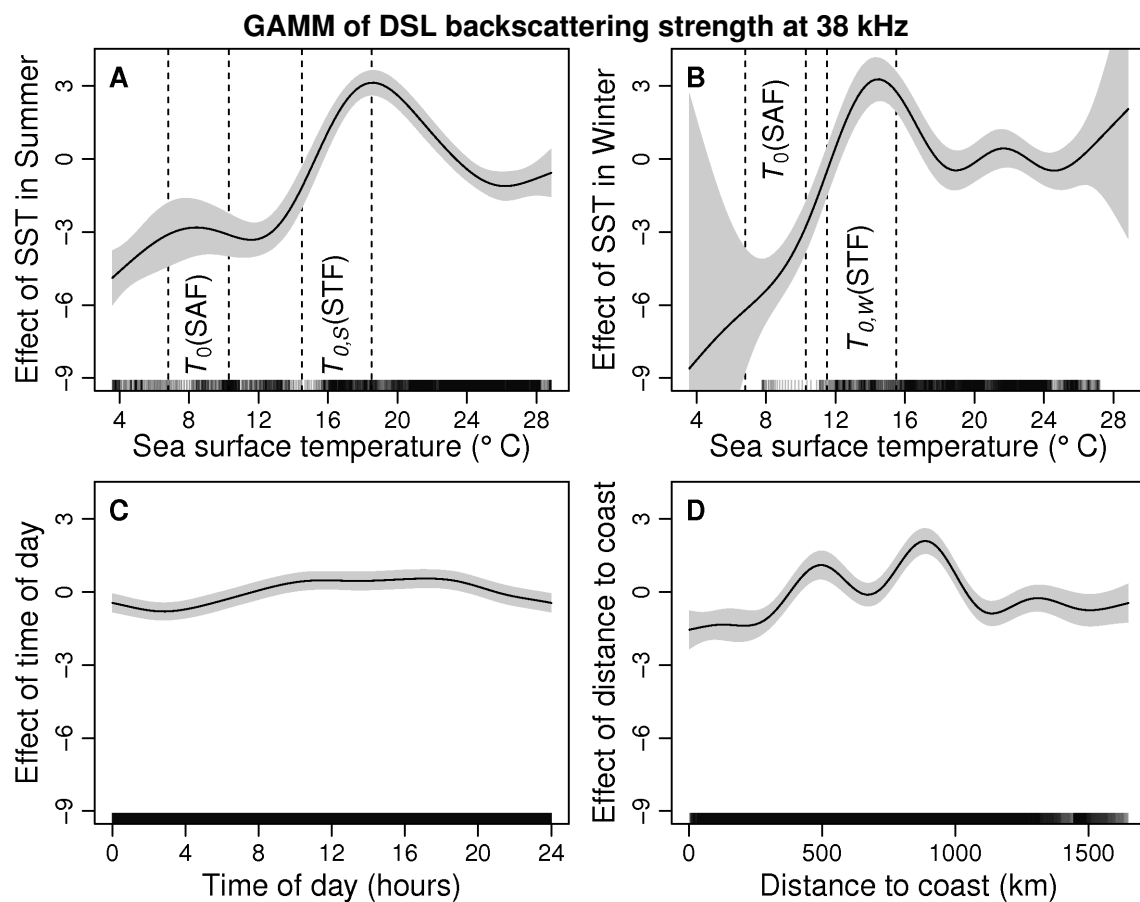 GAMM of DSL backscattering strength at 38 kHz
A
Effect of SST in Summer
3
0
−3
−6
−9
T0(SAF)
T0,S(STF)
4 8 12 16 20 24 28
Sea surface temperature (° C)
B
Effect of SST in Winter
3
0
−3
−6
−9
T0(SAF)
T0,W(STF)
4 8 12 16 20 24 28
Sea surface temperature (° C)
C
Effect of time of day
3
0
−3
−6
−9
0 4 8 12 16 20 24
Time of day (hours)
D
Effect of distance to coast
3
0
−3
−6
−9
0 500 1000 1500
Distance to coast (km)